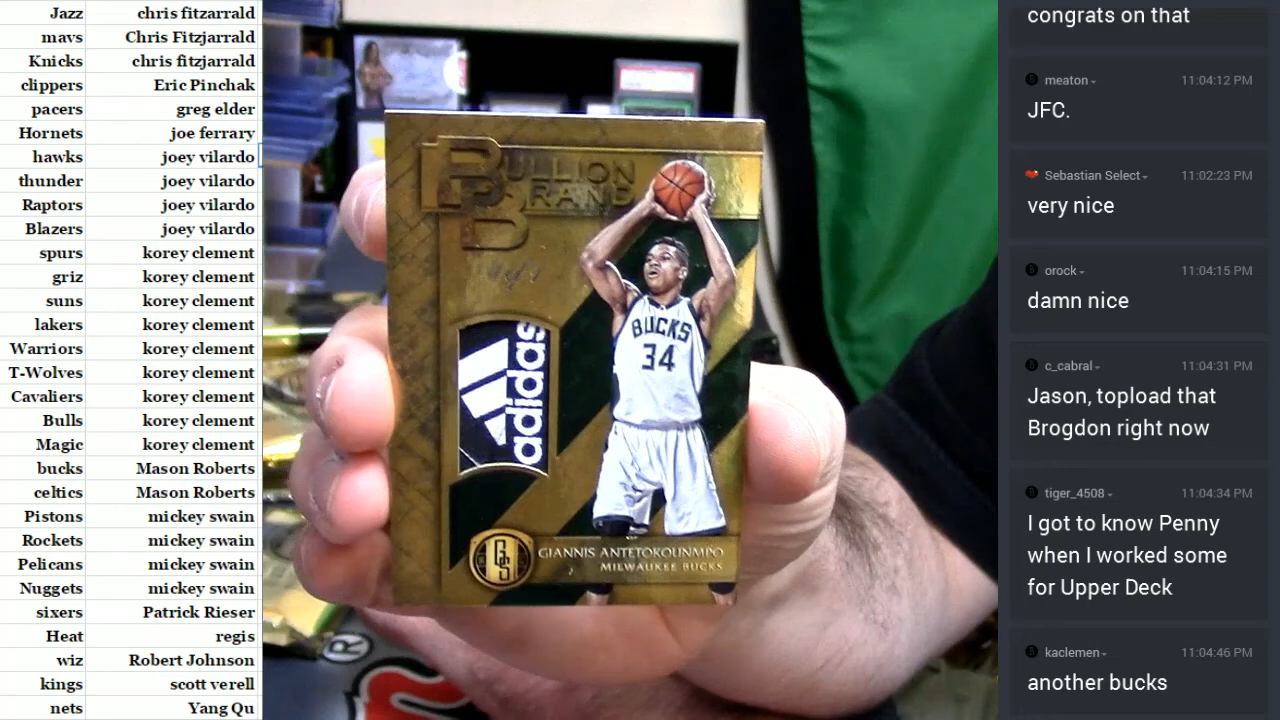 Jazz chris fitzarrald
mavs Chris Fitzjarrald
Knicks chris fitzjarrald
clippers Eric Pinchak
pacers greg elder
Hornets joe ferrary
hawks joey vilardo
thunder joey vilardo
Raptors joey vilardo
Blazers joey vilardo
spurs korey clement
griz korey clement
suns korey clement
lakers korey clement
Warriors korey clement
T-Wolves korey clement
Cavaliers korey clement
Bulls korey clement
Magic korey clement
bucks Mason Roberts
celtics Mason Roberts
Pistons mickey swain
Rockets mickey swain
Pelicans mickey swain
Nuggets mickey swain
sixers Patrick Rieser
Heat regis
wiz Robert Johnson
kings scott verell
nets Yang Qu
BULLION
BRAND
adidas
BUCKS
34
GS
GIANNIS ANTETOKOUNMPO
MILWAUKEE BUCKS
®
congrats on that
meaton 11:04:12 PM
JFC.
Sebastian Select 11:02:23 PM
very nice
orock 11:04:15 PM
damn nice
c_cabral 11:04:31 PM
Jason, topload that
Brogdon right now
tiger_4508 11:04:34 PM
I got to know Penny
when I worked some
for Upper Deck
kaclemen 11:04:46 PM
another bucks